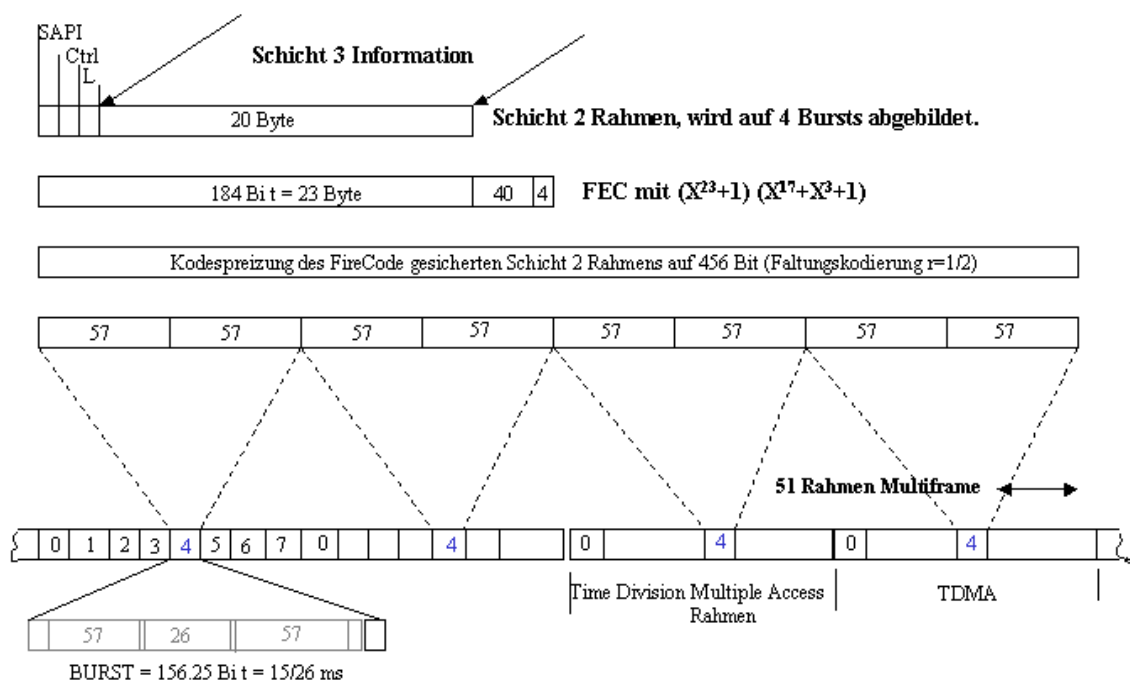 SAPI
Ctrl
L
Schicht 3 Information
20 Byte
Schicht 2 Rahmen, wird auf 4 Bursts abgebildet.
184 Bit = 23 Byte
40
4
FEC mit (X²³+1) (X¹⁷+X³+1)
Kodespreizung des FireCode gesicherten Schicht 2 Rahmens auf 456 Bit (Faltungskodierung r=1/2)
57 57 57 57 57 57 57 57
51 Rahmen Multiframe
0 1 2 3 4 5 6 7 0 4 0 4 0 4
Time Division Multiple Access
Rahmen
TDMA
57 26 57
BURST = 156.25 Bit = 15/26 ms